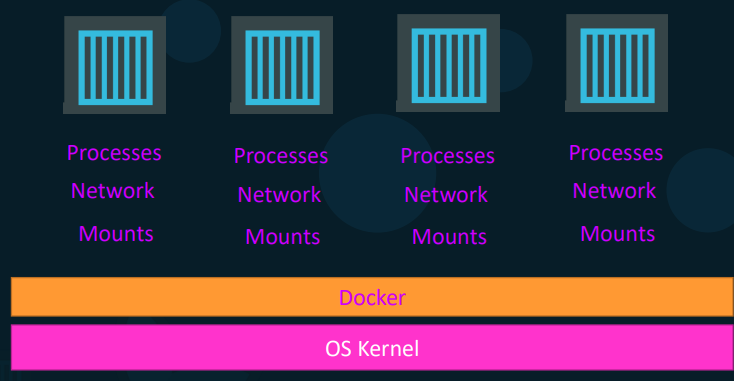 Processes Processes Processes Processes
Network Network Network Network
Mounts Mounts Mounts Mounts
Docker
OS Kernel